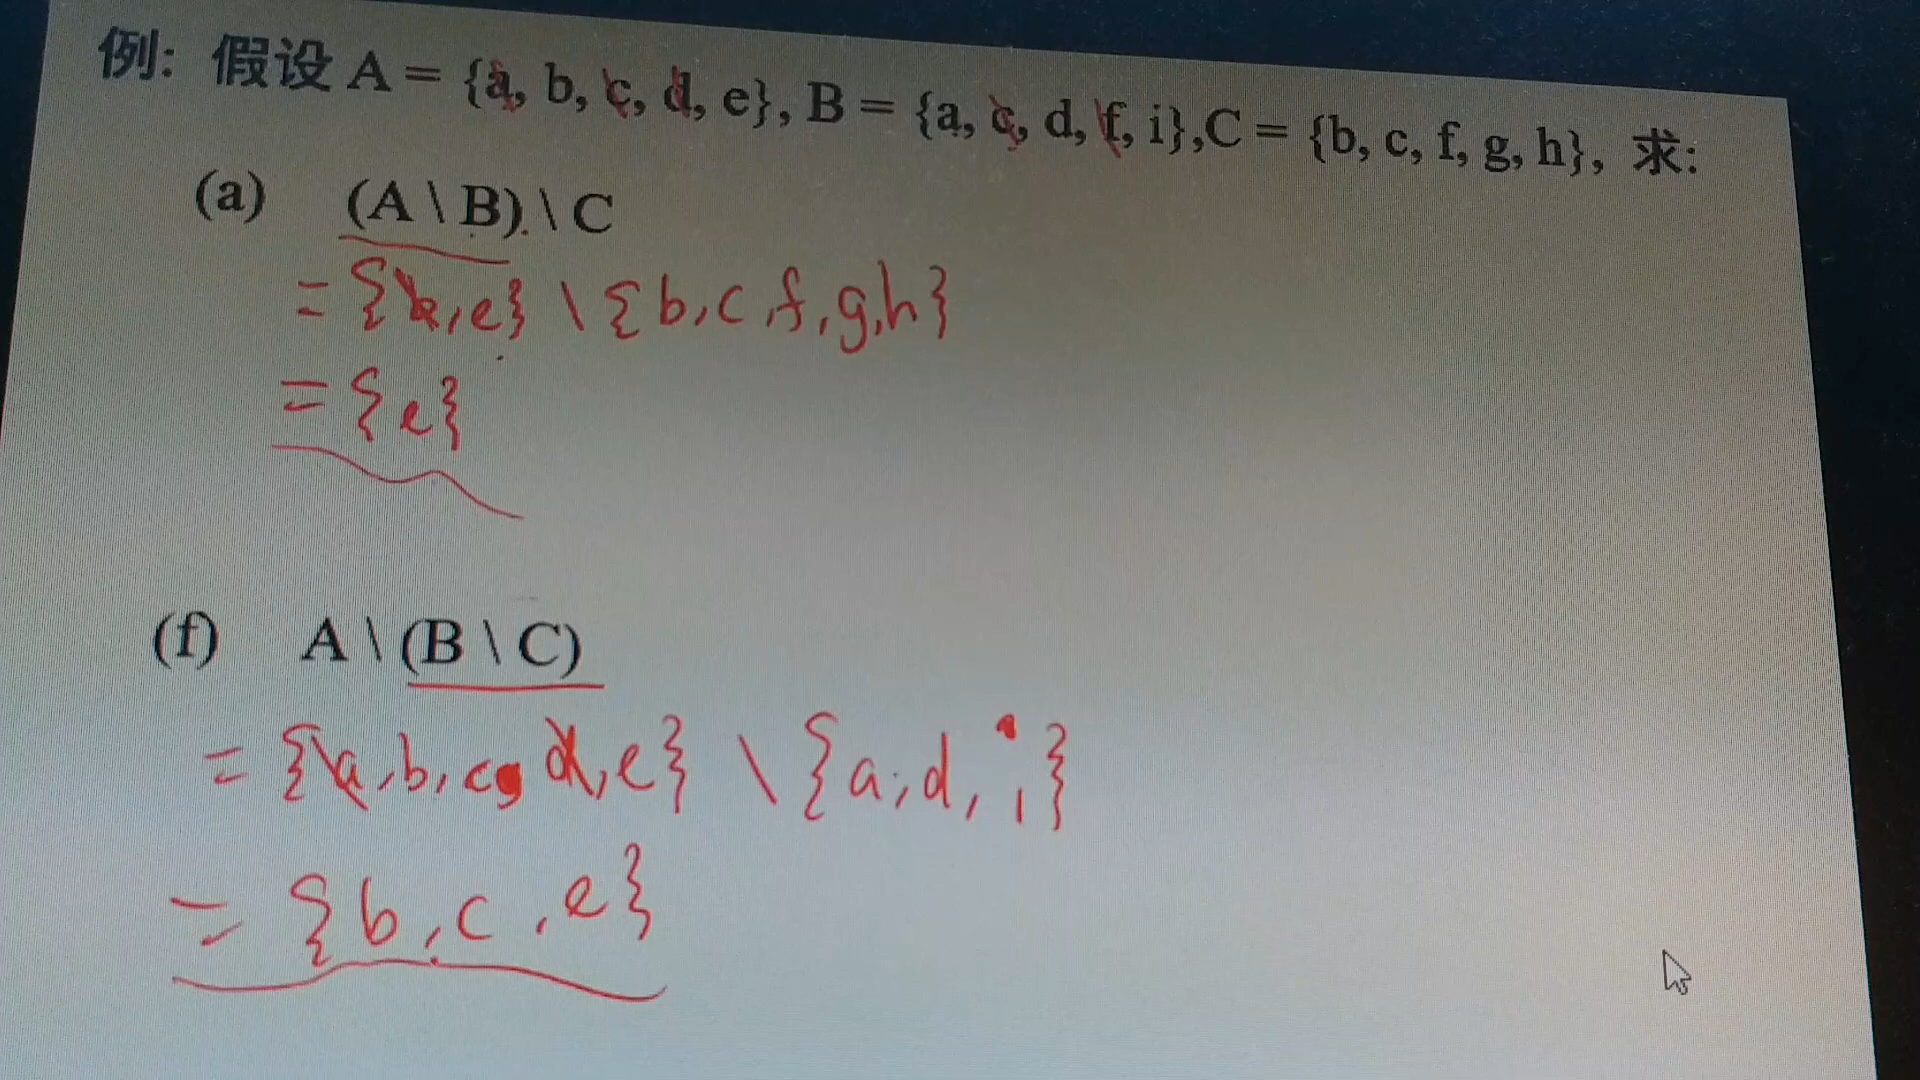 例: 假设 A = {a, b, c, d, e}, B = {a, c, d, f, i},C = {b, c, f, g, h}, 求:
(a) (A \ B) \ C
= {b,e} \ {b,c,f,g,h}
= {e}
(f) A \ (B \ C)
= {a,b,c, d,e} \ {a,d,i}
= {b,c,e}